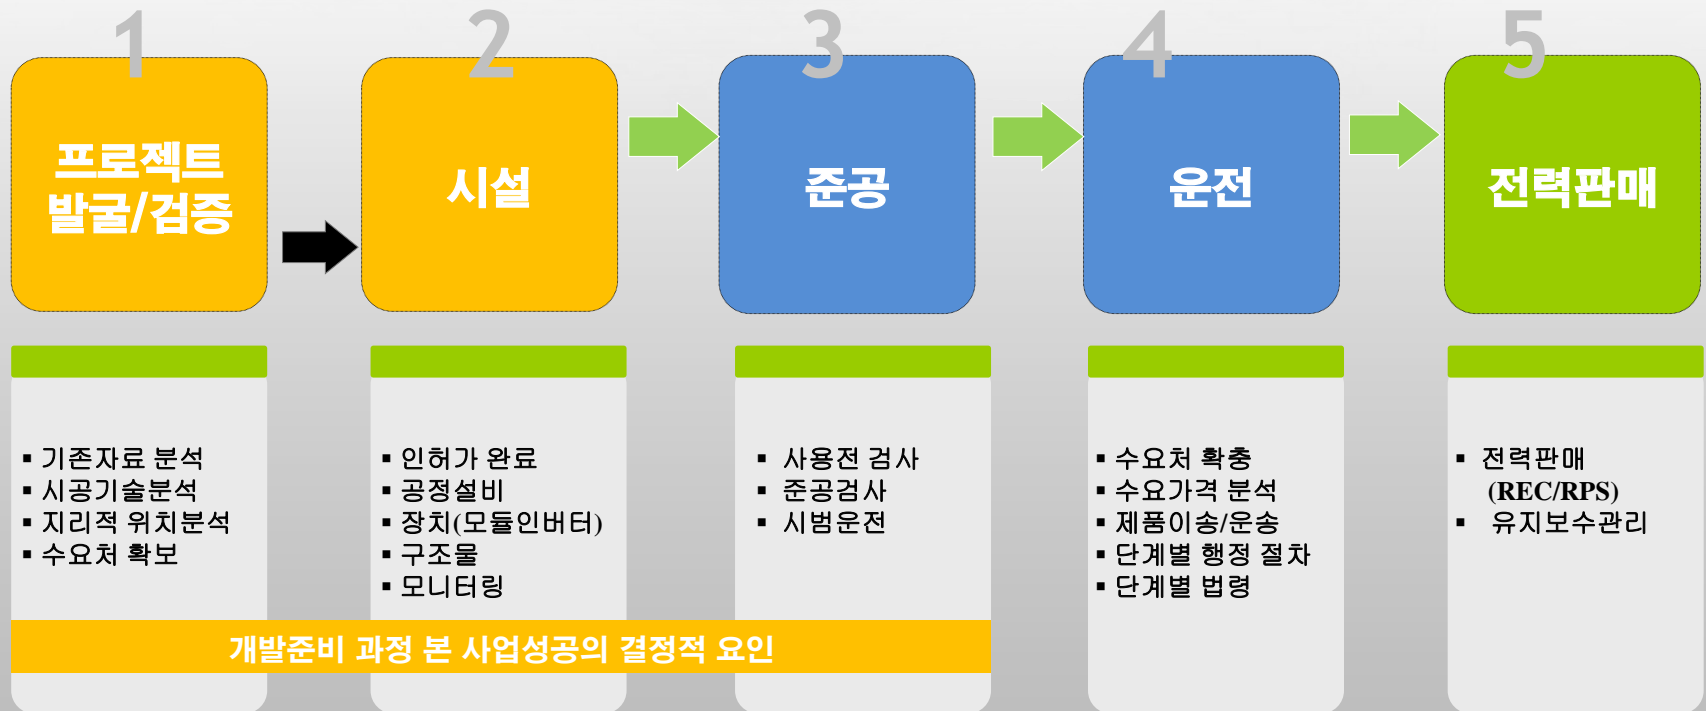 1
프로젝트
발굴/검증
2
시설
3
준공
4
운전
5
전력판매
▪ 기존자료 분석
▪ 시공기술분석
▪ 지리적 위치분석
▪ 수요처 확보
▪ 인허가 완료
▪ 공정설비
▪ 장치(모듈인버터)
▪ 구조물
▪ 모니터링
▪ 사용전 검사
▪ 준공검사
▪ 시범운전
▪ 수요처 확충
▪ 수요가격 분석
▪ 제품이송/운송
▪ 단계별 행정 절차
▪ 단계별 법령
▪ 전력판매
(REC/RPS)
▪ 유지보수관리
개발준비 과정 본 사업성공의 결정적 요인